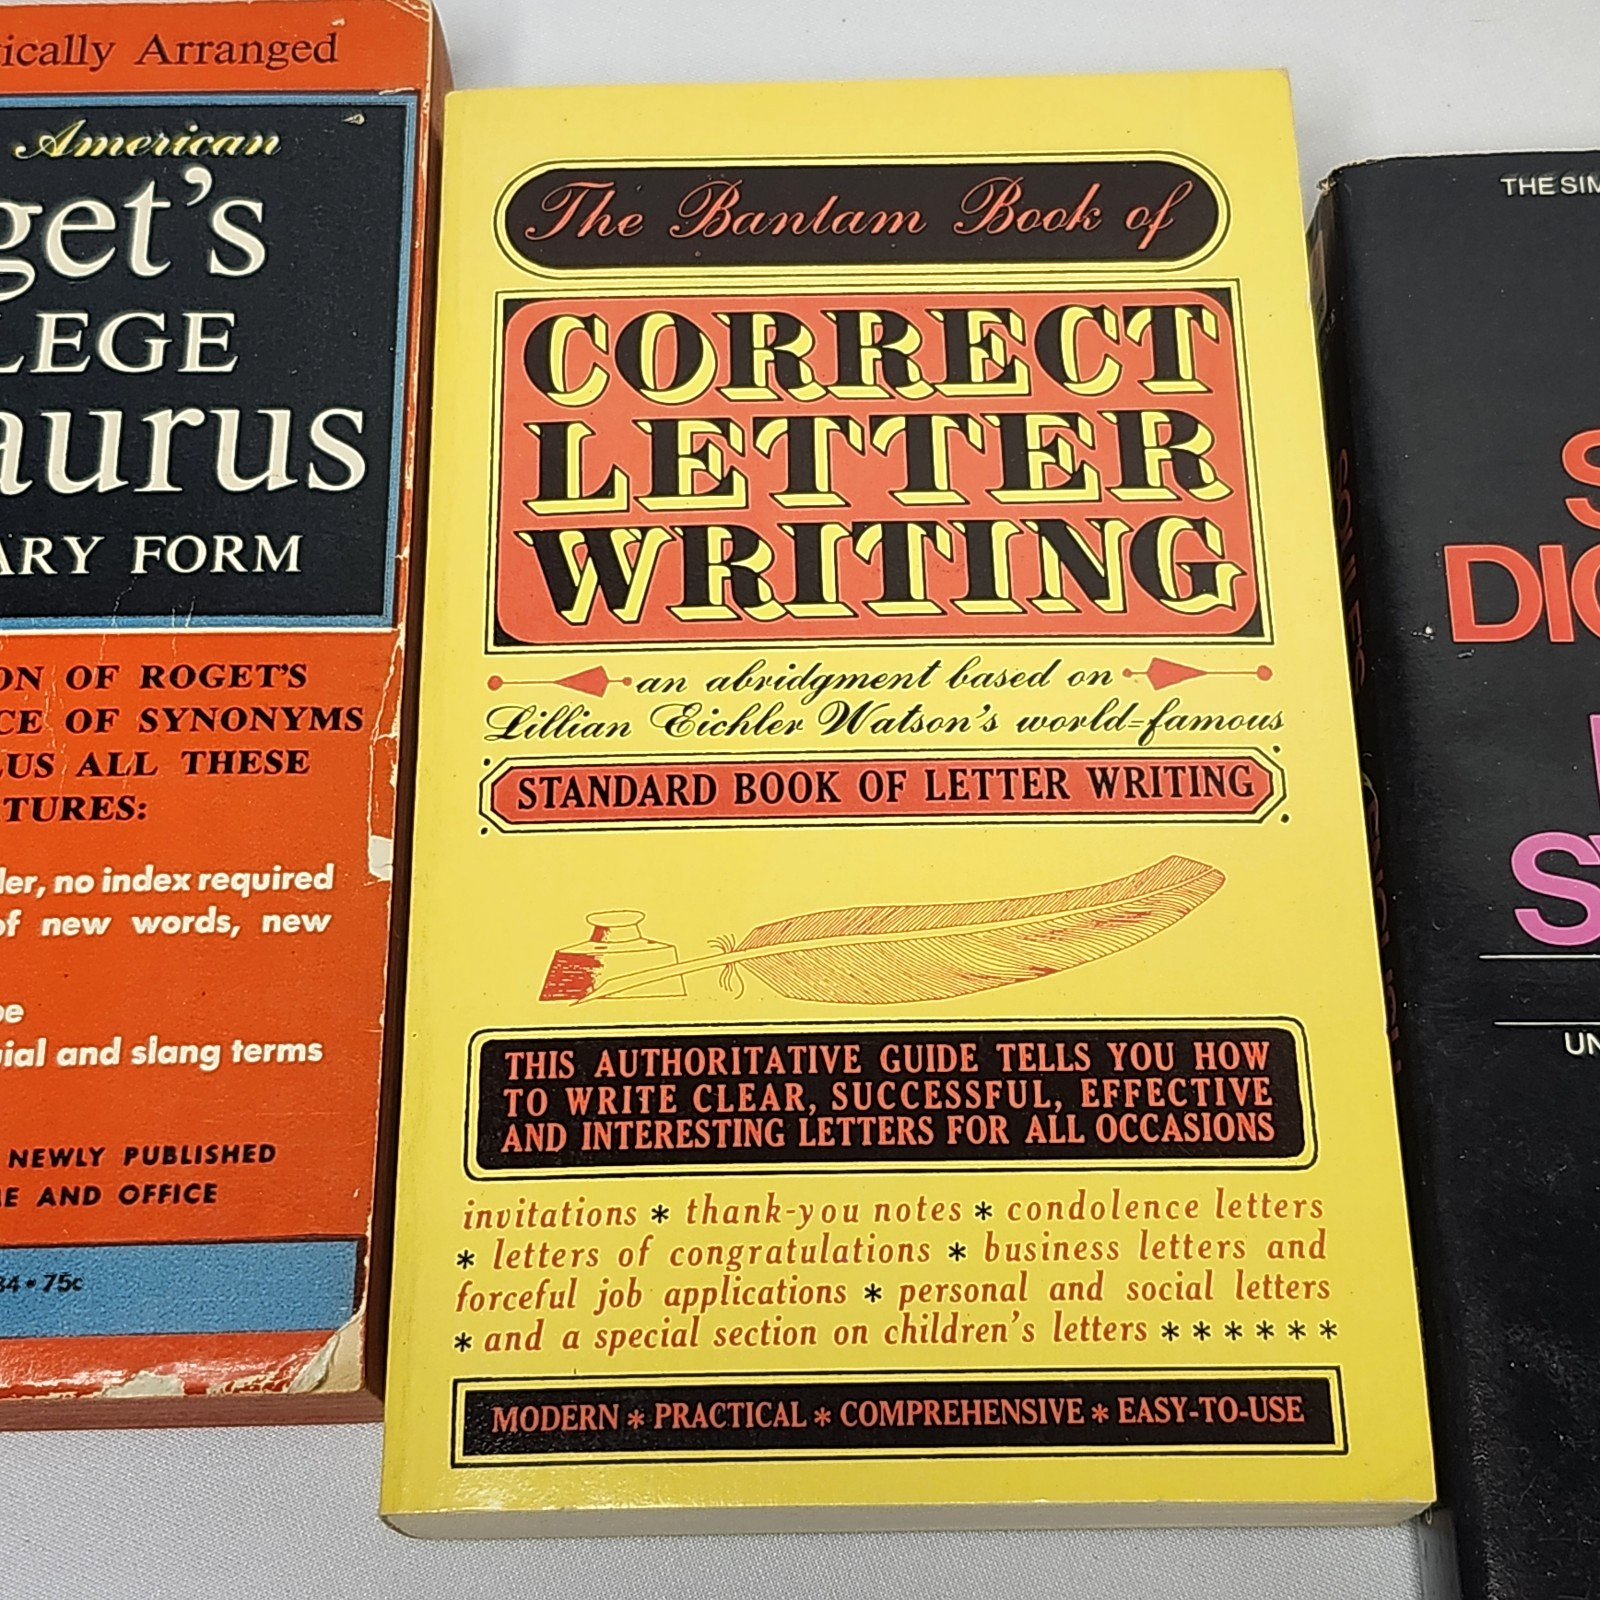 Arranged
American
get's
LEGE
aurus
ARY FORM
ON OF ROGET'S
CE OF SYNONYMS
US ALL THESE
TURES:
er, no index required
of new words, new
ial and slang terms
NEWLY PUBLISHED
AND OFFICE
75c
The Bantam Book of
CORRECT
LETTER
WRITING
an abridgment based on
Lillian Eichler Watson's world=famous
STANDARD BOOK OF LETTER WRITING
THIS AUTHORITATIVE GUIDE TELLS YOU HOW
TO WRITE CLEAR, SUCCESSFUL, EFFECTIVE
AND INTERESTING LETTERS FOR ALL OCCASIONS
invitations * thank-you notes * condolence letters
* letters of congratulations * business letters and
forceful job applications * personal and social letters
* and a special section on children's letters * * * * * *
MODERN * PRACTICAL * COMPREHENSIVE * EASY-TO-USE
THE SIM
S
DIC
S
UN